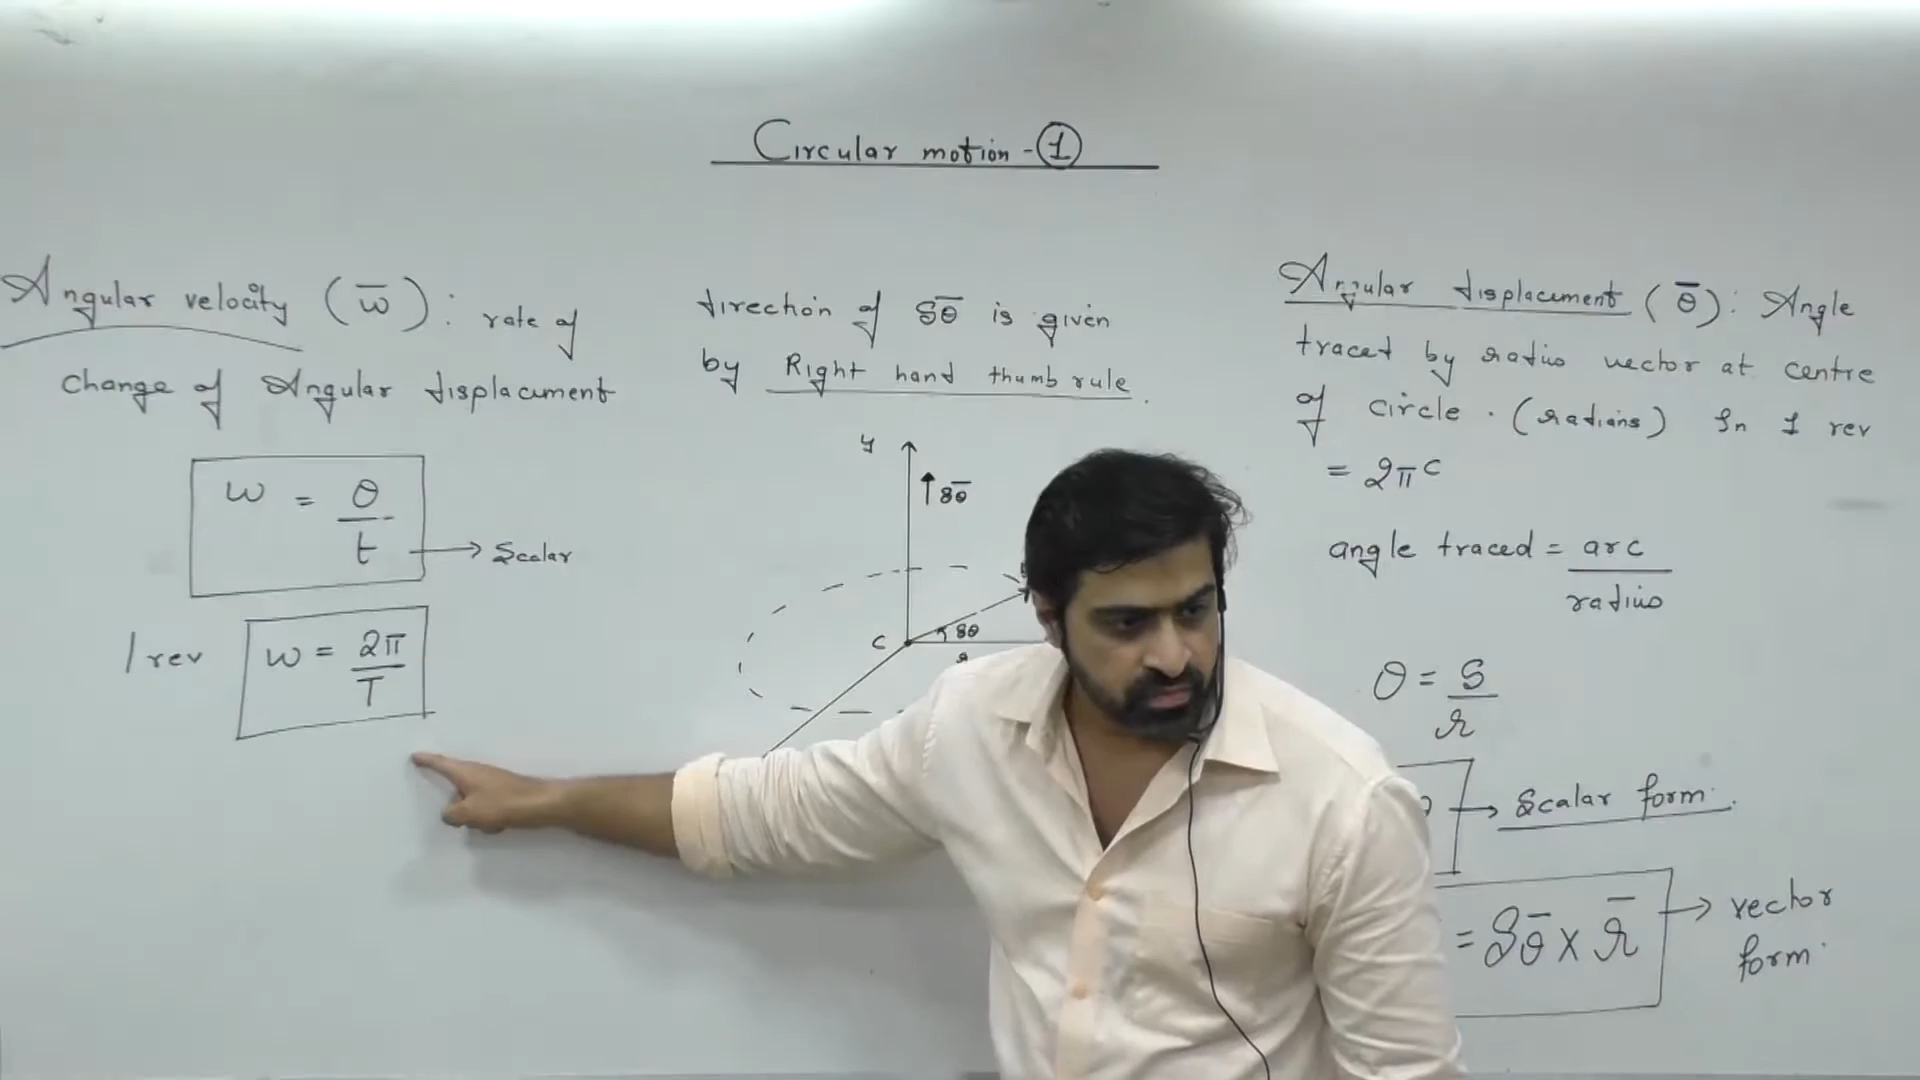 Circular motion - 1
Angular velocity (ω̅) : rate of
change of Angular displacement
ω = θ/t → Scalar
1 rev ω = 2π/T
direction of δθ̅ is given
by Right hand thumb rule.
y
↑ δθ̅
C δθ
r
Angular displacement (θ̅) : Angle
traced by radius vector at centre
of circle. (radians) In 1 rev
= 2πᶜ
angle traced = arc/radius
θ = S/r
→ Scalar form.
= δθ̅ × r̅ → vector
form.